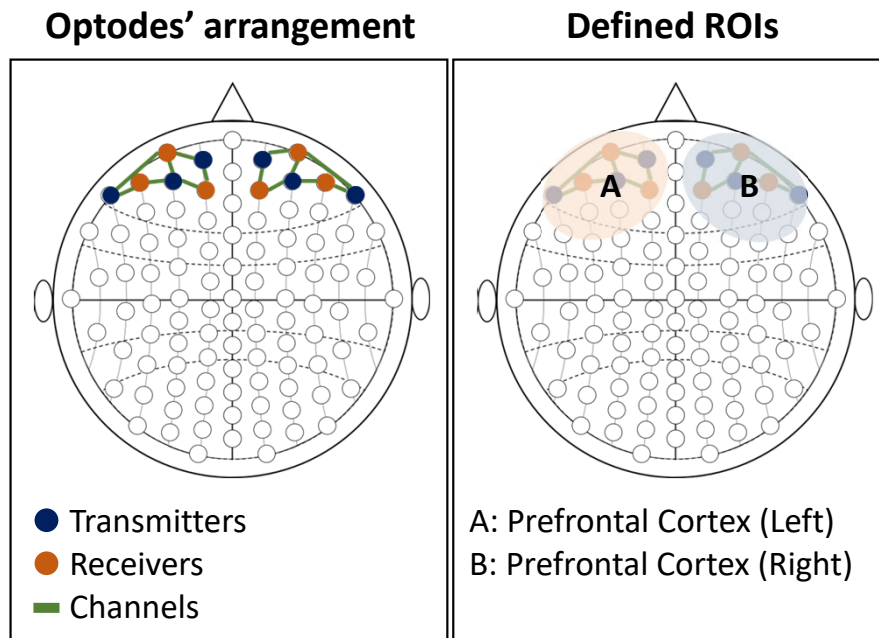 Optodes’ arrangement
Defined ROIs
Transmitters
Receivers
Channels
A
B
A: Prefrontal Cortex (Left)
B: Prefrontal Cortex (Right)